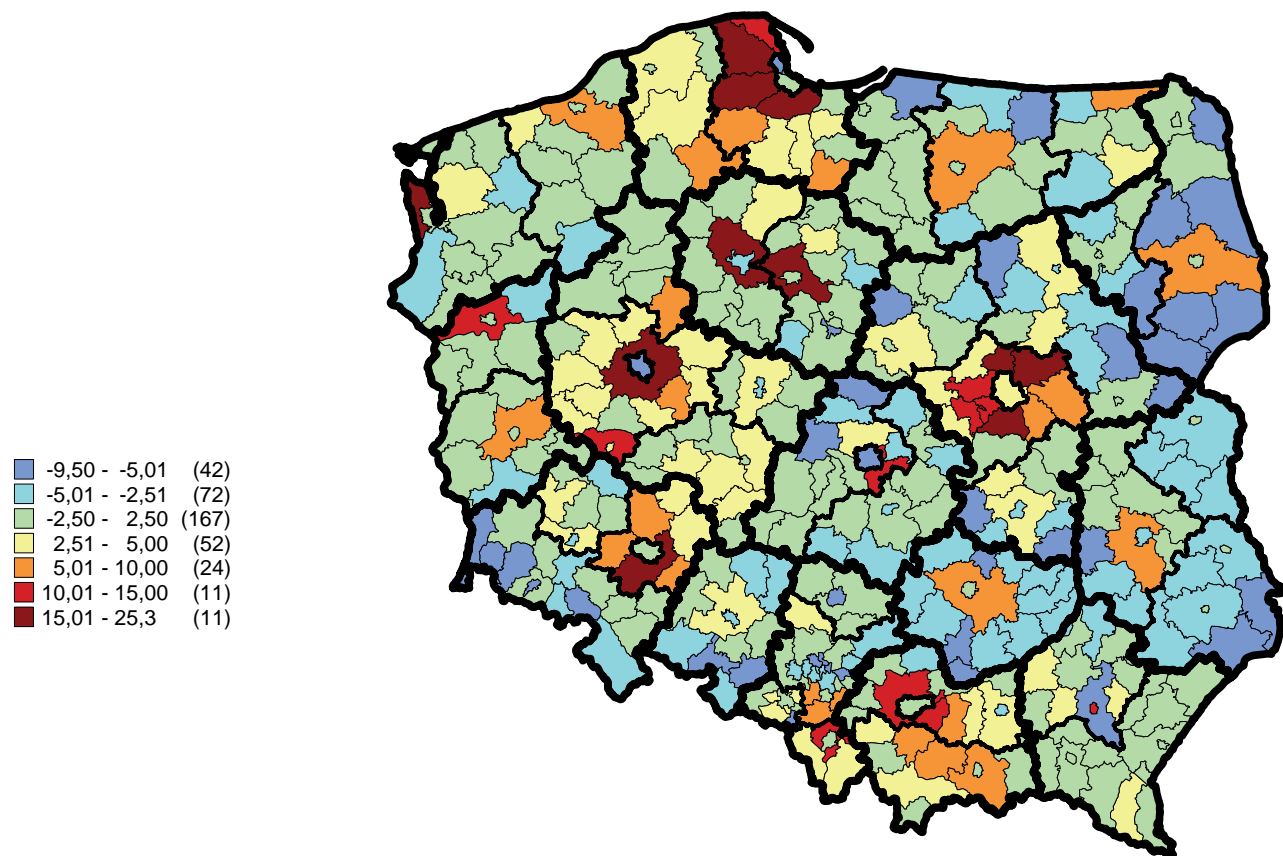 -9,50 - -5,01 (42)
-5,01 - -2,51 (72)
-2,50 - 2,50 (167)
2,51 - 5,00 (52)
5,01 - 10,00 (24)
10,01 - 15,00 (11)
15,01 - 25,3 (11)